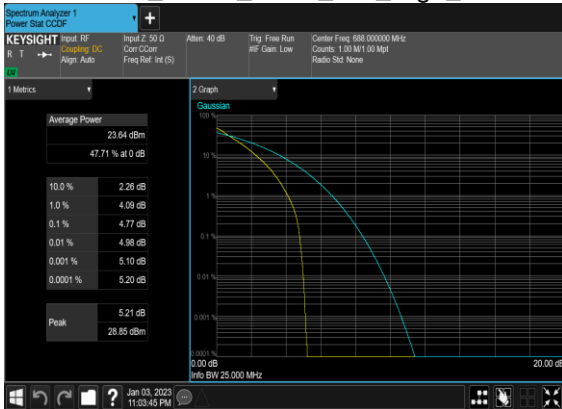 Spectrum Analyzer 1
Power Stat CCDF
+
KEYSIGHT
R T
LXI
Input: RF
Coupling: DC
Align: Auto
Input Z: 50 Ω
Corr CCorr
Freq Ref: Int (S)
Atten: 40 dB
Trig: Free Run
#IF Gain: Low
Center Freq: 688.000000 MHz
Counts: 1.00 M/1.00 Mpt
Radio Std: None
1 Metrics
Average Power
23.64 dBm
47.71 % at 0 dB
10.0 % 2.26 dB
1.0 % 4.09 dB
0.1 % 4.77 dB
0.01 % 4.98 dB
0.001 % 5.10 dB
0.0001 % 5.20 dB
Peak 5.21 dB
28.85 dBm
2 Graph
Gaussian
100 %
10 %
1 %
0.1 %
0.01 %
0.001 %
0.0001 %
0.00 dB
20.00 dB
Info BW 25.000 MHz
?
Jan 03, 2023
11:03:45 PM